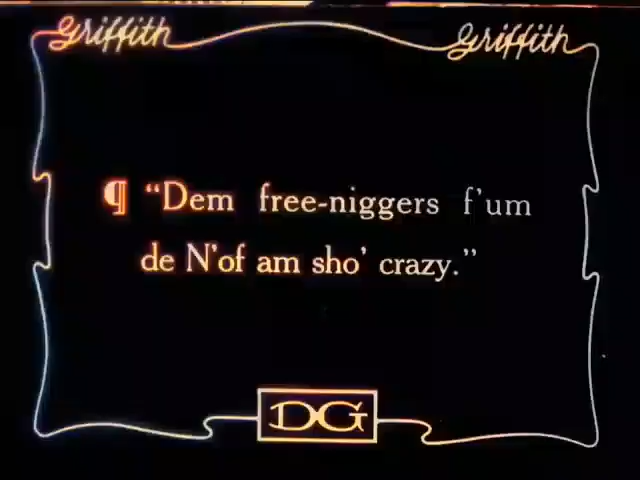 Griffith Griffith
¶ “Dem free-niggers f'um
de N'of am sho' crazy.”
DG